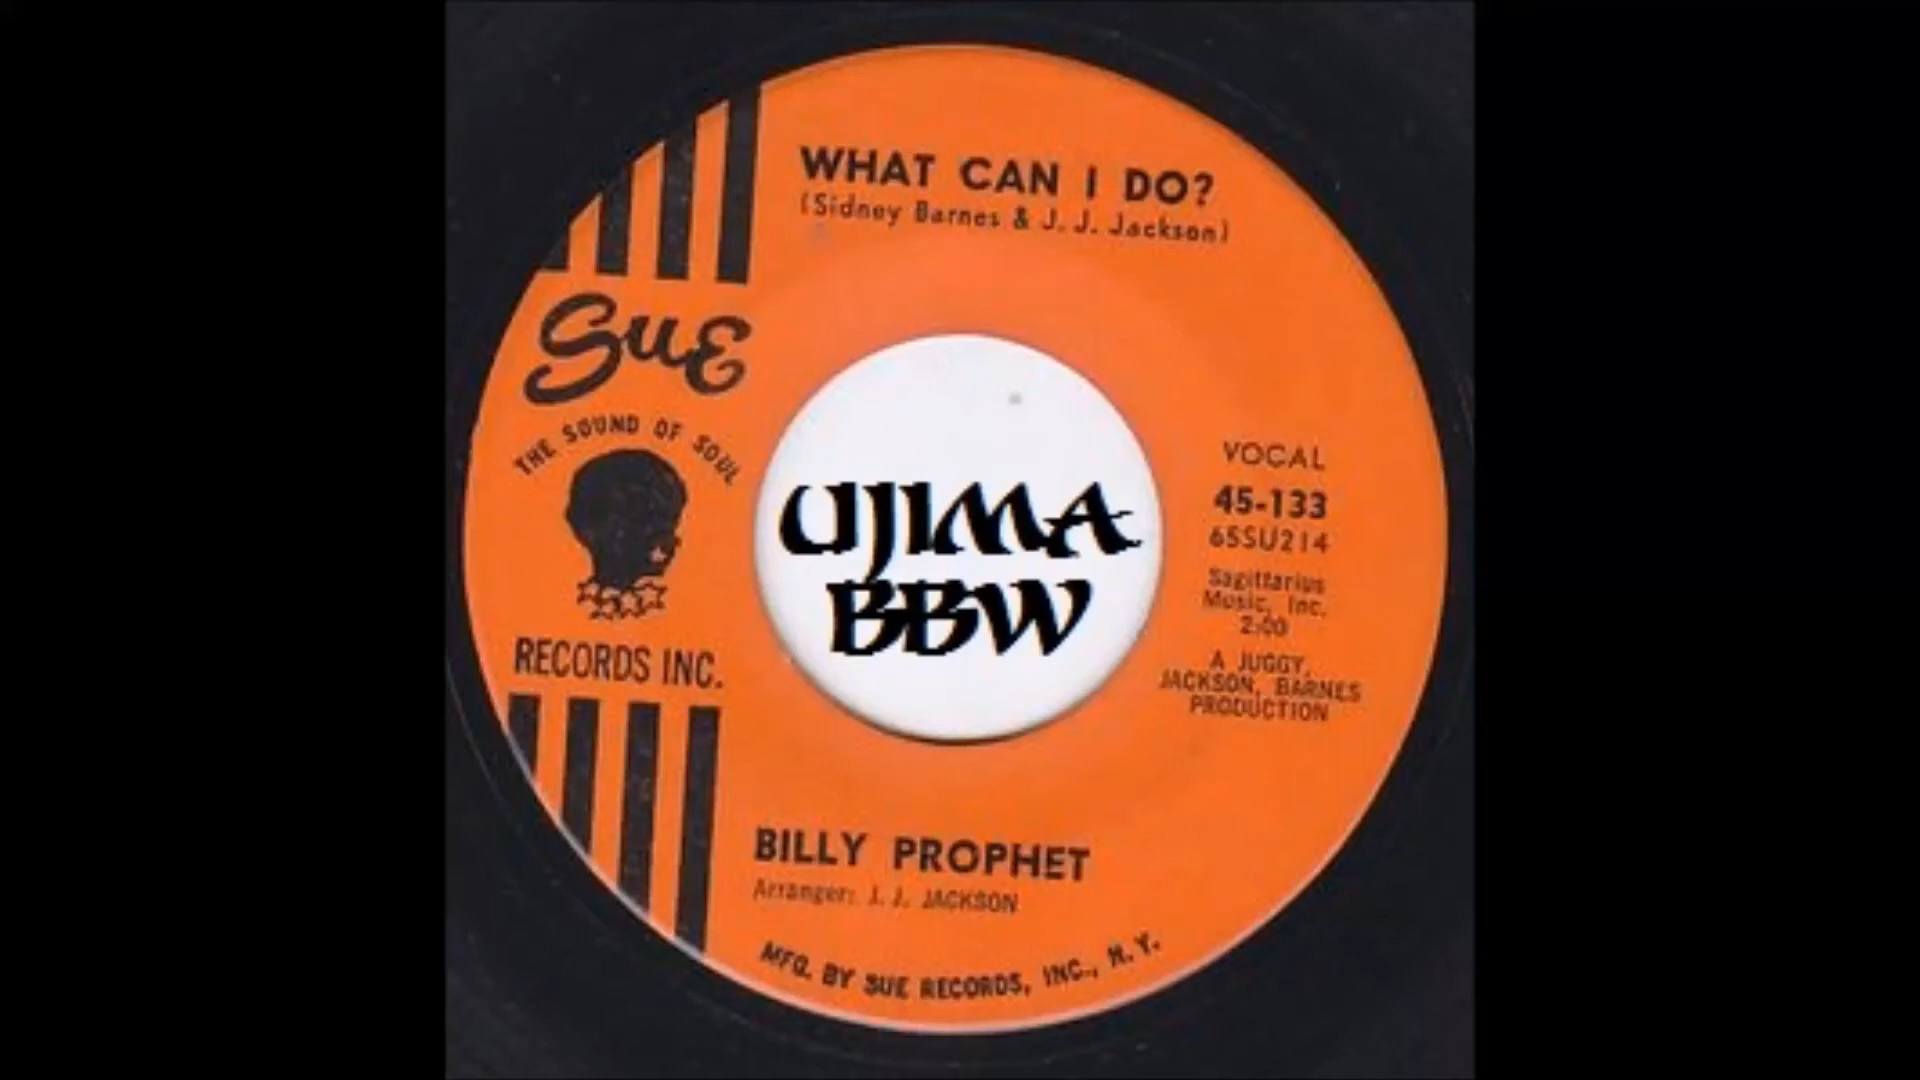 WHAT CAN I DO?
(Sidney Barnes & J. J. Jackson)
SuE
THE SOUND OF SOUL
RECORDS INC.
UJIMA
BBW
VOCAL
45-133
65SU214
Sagittarius
Music, Inc.
2:00
A JUGGY,
JACKSON, BARNES
PRODUCTION
BILLY PROPHET
Arranger: J. J. JACKSON
MFG. BY SUE RECORDS, INC., N.Y.